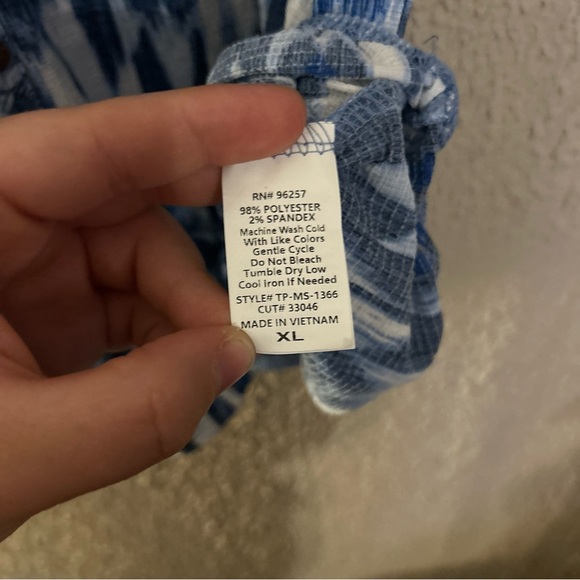 RN# 96257
98% POLYESTER
2% SPANDEX
Machine Wash Cold
With Like Colors
Gentle Cycle
Do Not Bleach
Tumble Dry Low
Cool Iron If Needed
STYLE# TP-MS-1366
CUT# 33046
MADE IN VIETNAM
XL